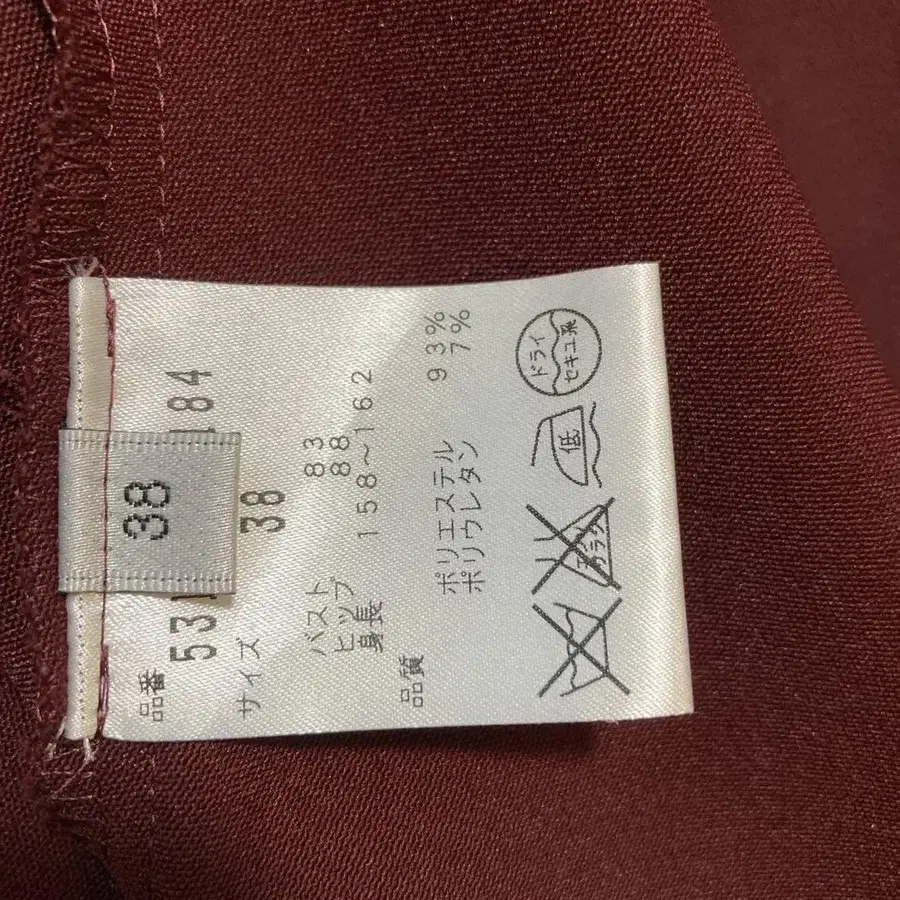 品番
53 184
38
サイズ 38
バスト 83
ヒップ 88
身長 158〜162
品質
ポリエステル 93%
ポリウレタン 7%
低
ドライ
セキユ系